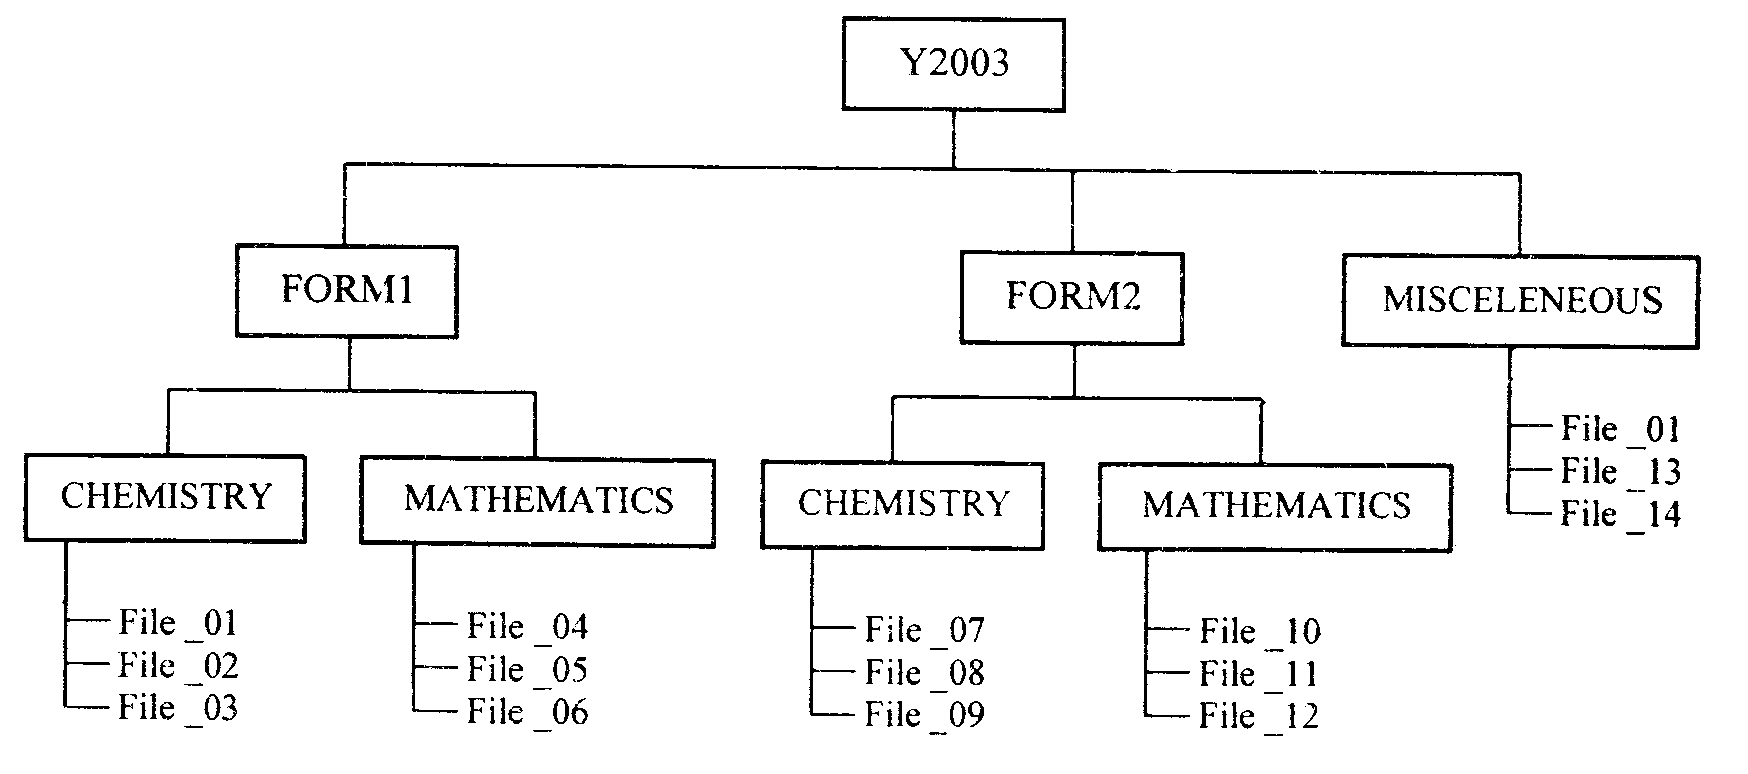 Y2003
FORM1
FORM2
MISCELENEOUS
CHEMISTRY
MATHEMATICS
CHEMISTRY
MATHEMATICS
File _01
File _13
File _14
File _01
File _02
File _03
File _04
File _05
File _06
File _07
File _08
File _09
File _10
File _11
File _12